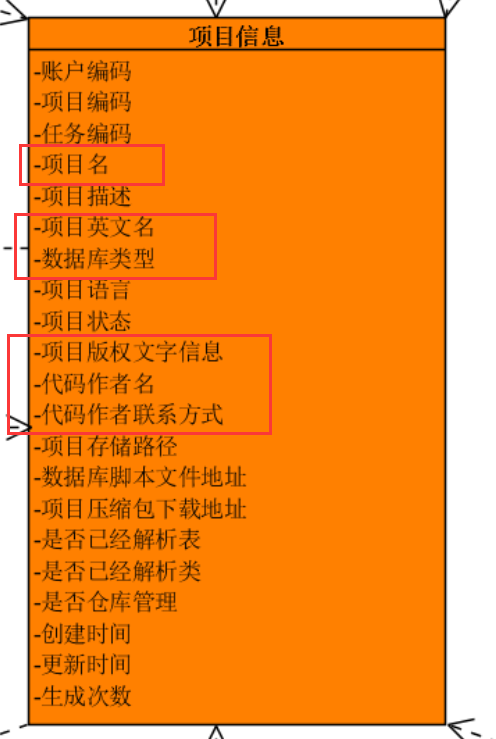 项目信息
-账户编码
-项目编码
-任务编码
-项目名
-项目描述
-项目英文名
-数据库类型
-项目语言
-项目状态
-项目版权文字信息
-代码作者名
-代码作者联系方式
-项目存储路径
-数据库脚本文件地址
-项目压缩包下载地址
-是否已经解析表
-是否已经解析类
-是否仓库管理
-创建时间
-更新时间
-生成次数